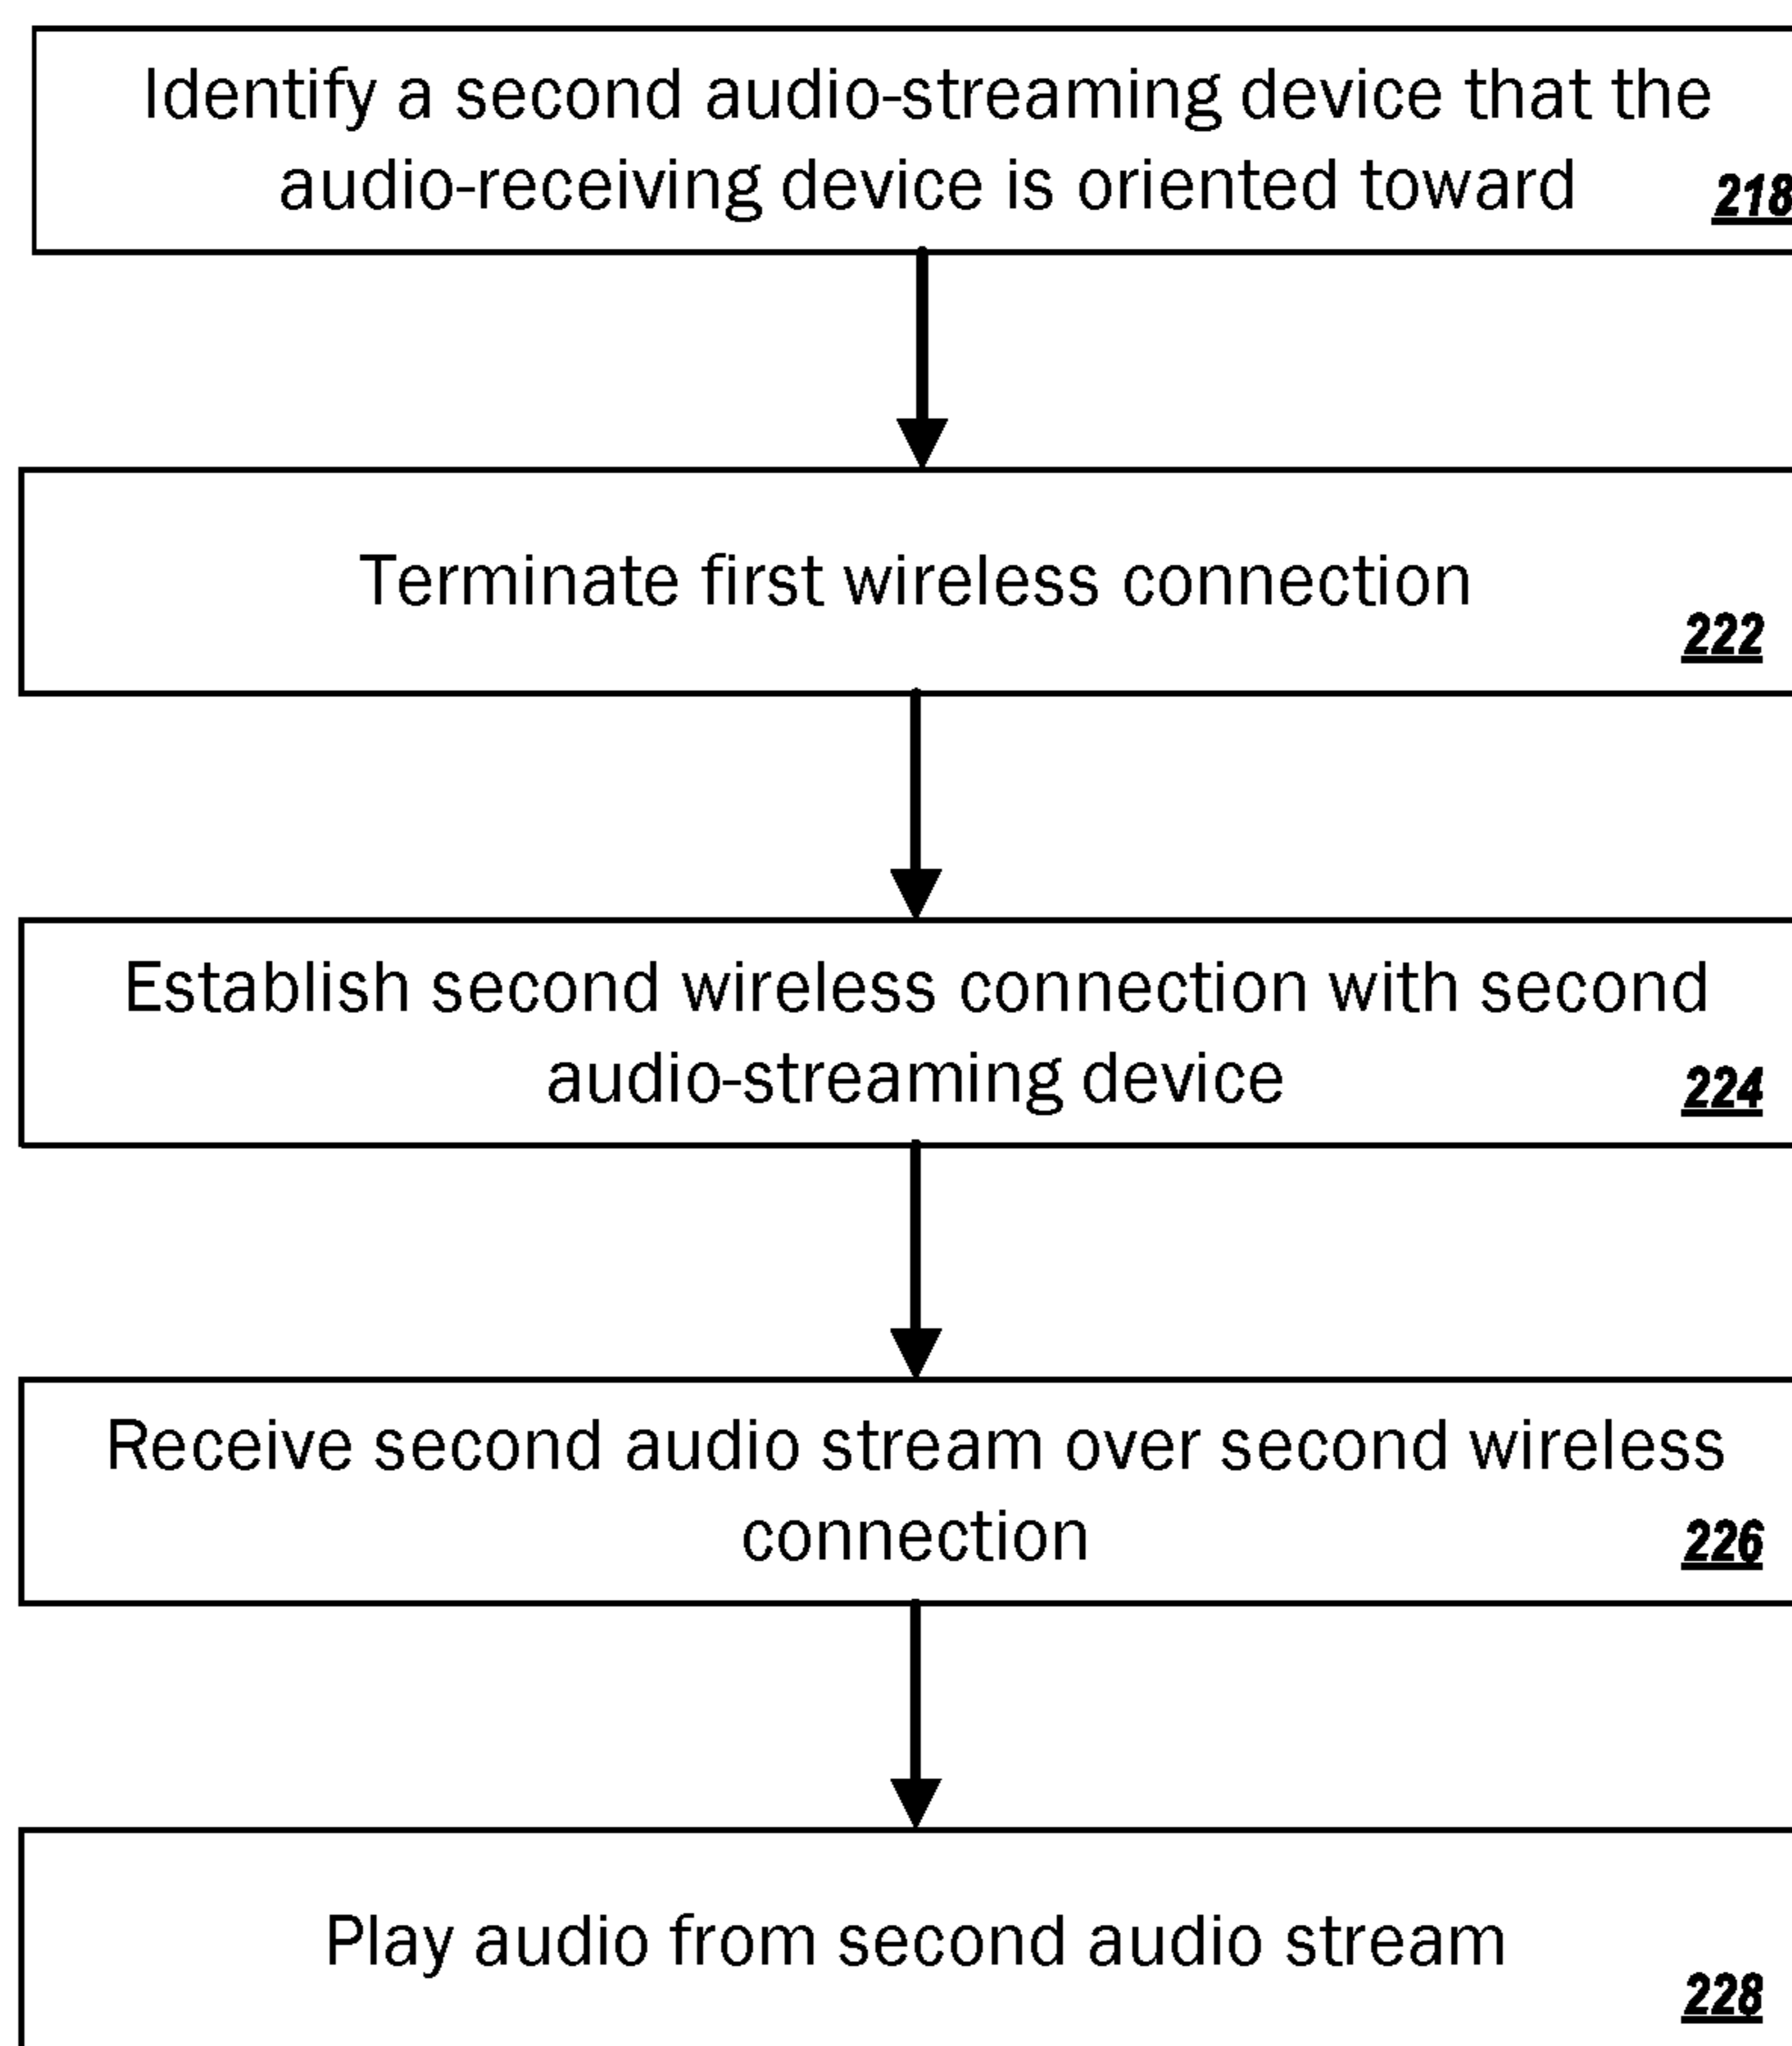 Identify a second audio-streaming device that the
audio-receiving device is oriented toward
218
Terminate first wireless connection
222
Establish second wireless connection with second
audio-streaming device
224
Receive second audio stream over second wireless
connection
226
Play audio from second audio stream
228